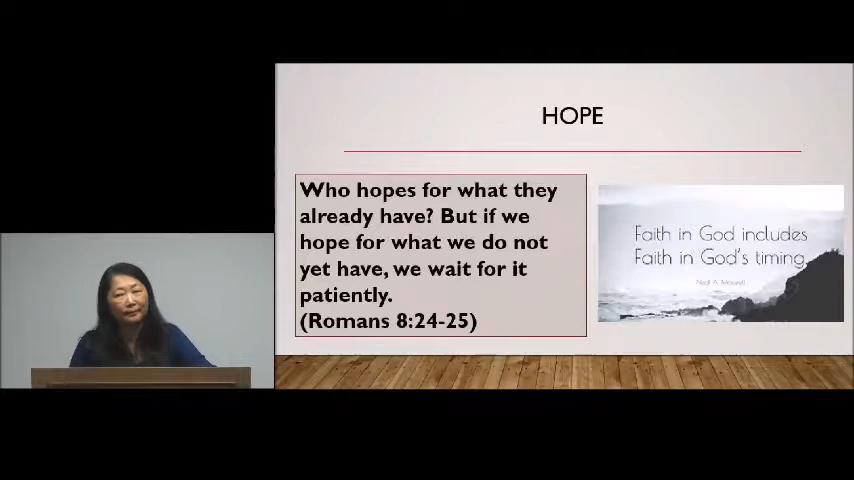 HOPE
Who hopes for what they
already have? But if we
hope for what we do not
yet have, we wait for it
patiently.
(Romans 8:24-25)
Faith in God includes
Faith in God's timing.